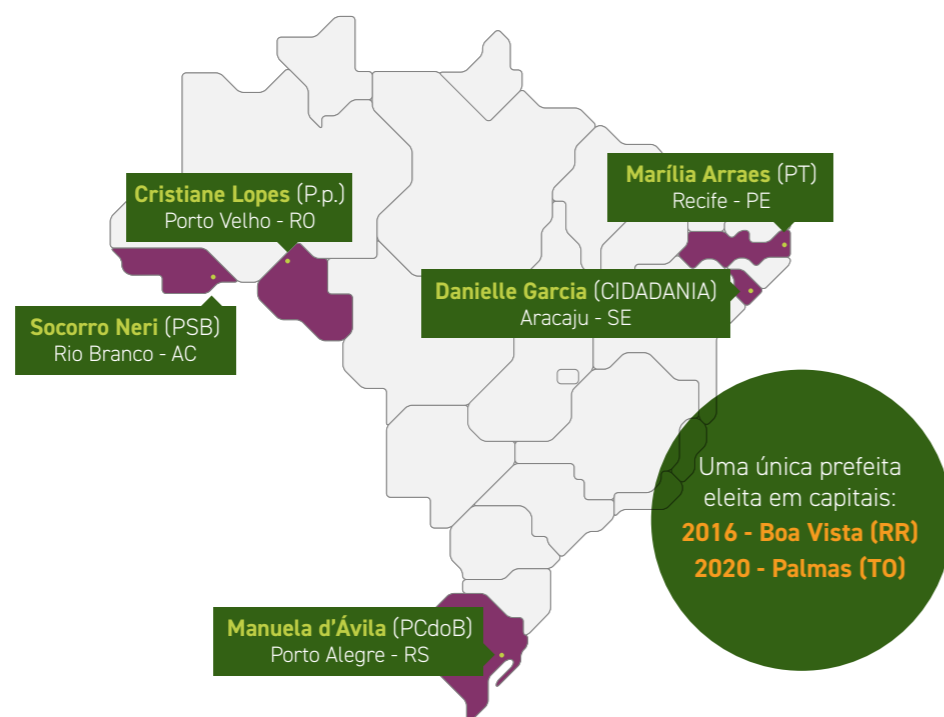 Marília Arraes (PT)
Recife - PE
Cristiane Lopes (P.p.)
Porto Velho - RO
Danielle Garcia (CIDADANIA)
Aracaju - SE
Socorro Neri (PSB)
Rio Branco - AC
Uma única prefeita
eleita em capitais:
2016 - Boa Vista (RR)
2020 - Palmas (TO)
Manuela d’Ávila (PCdoB)
Porto Alegre - RS